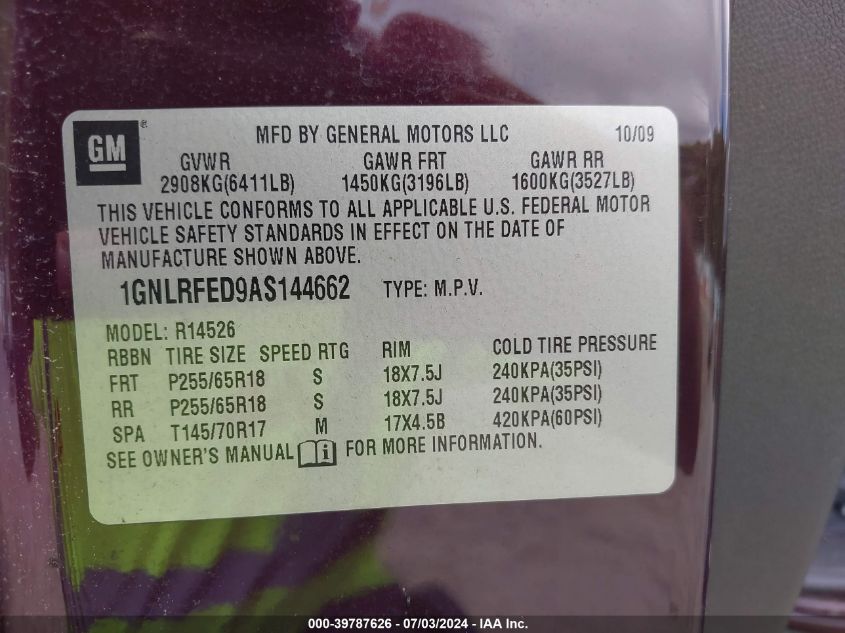 GM ®
MFD BY GENERAL MOTORS LLC 10/09
GVWR GAWR FRT GAWR RR
2908KG(6411LB) 1450KG(3196LB) 1600KG(3527LB)
THIS VEHICLE CONFORMS TO ALL APPLICABLE U.S. FEDERAL MOTOR
VEHICLE SAFETY STANDARDS IN EFFECT ON THE DATE OF
MANUFACTURE SHOWN ABOVE.
1GNLRFED9AS144662 TYPE: M.P.V.
MODEL: R14526
RBBN TIRE SIZE SPEED RTG RIM COLD TIRE PRESSURE
FRT P255/65R18 S 18X7.5J 240KPA(35PSI)
RR P255/65R18 S 18X7.5J 240KPA(35PSI)
SPA T145/70R17 M 17X4.5B 420KPA(60PSI)
SEE OWNER'S MANUAL i FOR MORE INFORMATION.
000-39787626 - 07/03/2024 - IAA Inc.